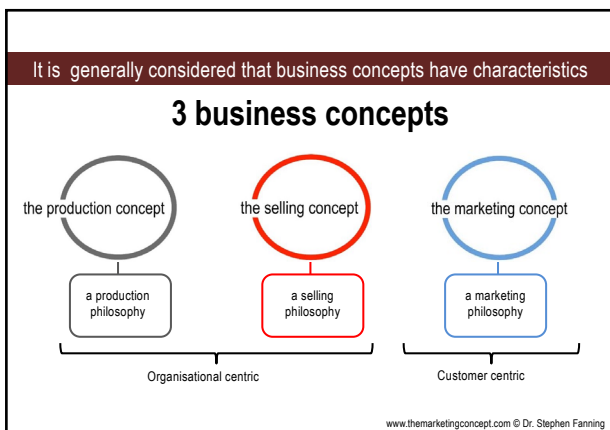 It is generally considered that business concepts have characteristics
3 business concepts
the production concept
the selling concept
the marketing concept
a production
philosophy
a selling
philosophy
a marketing
philosophy
Organisational centric
Customer centric
www.themarketingconcept.com © Dr. Stephen Fanning